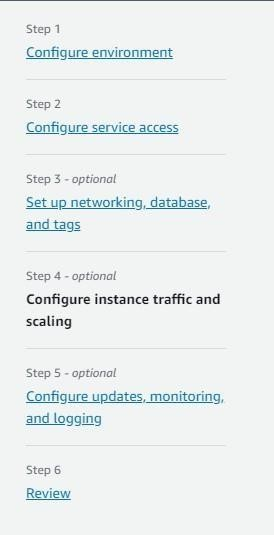 Step 1
Configure environment
Step 2
Configure service access
Step 3 - optional
Set up networking, database,
and tags
Step 4 - optional
Configure instance traffic and
scaling
Step 5 - optional
Configure updates, monitoring,
and logging
Step 6
Review